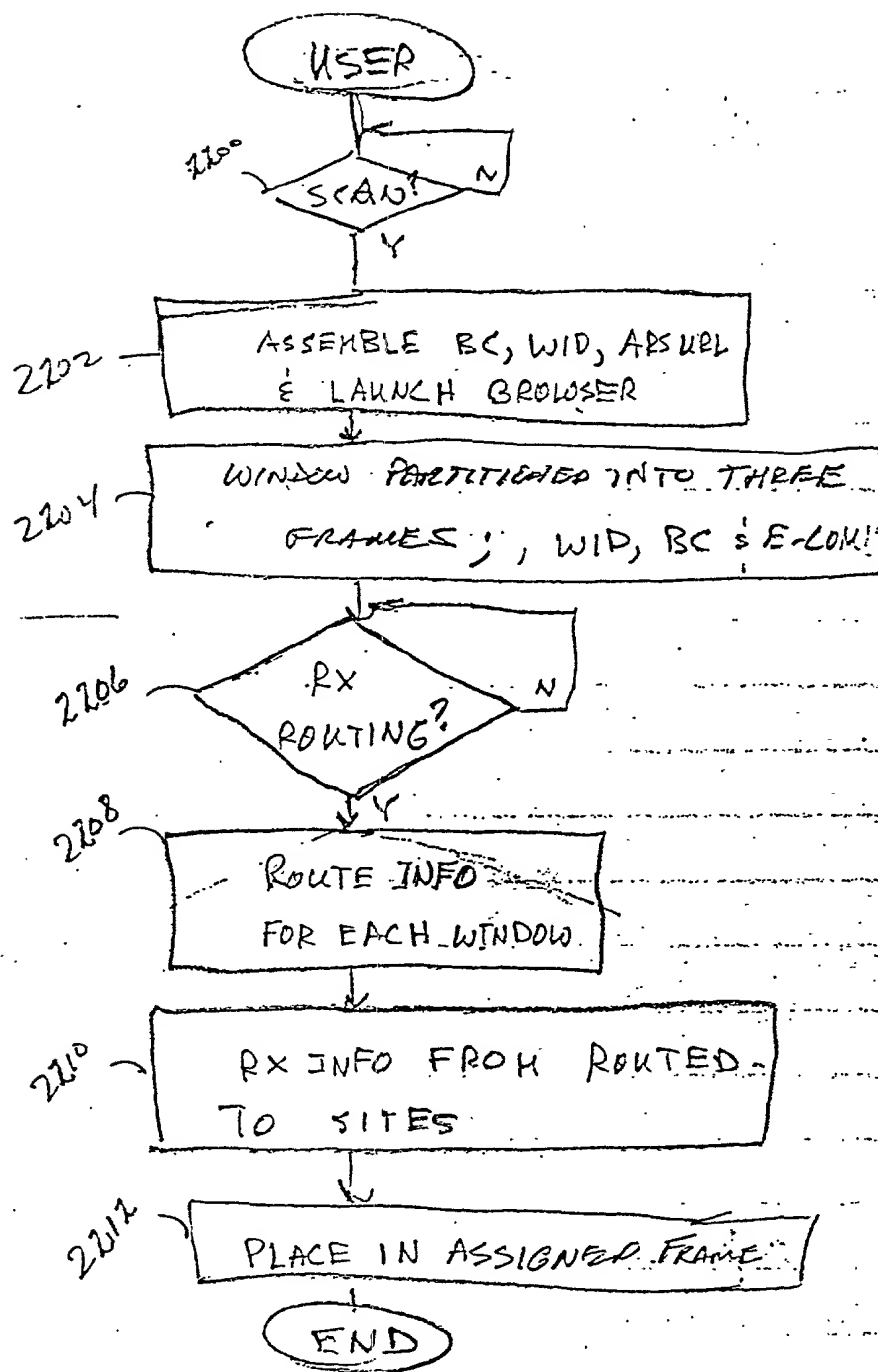 USER
2200
SCAN?
N
Y
2202
ASSEMBLE BC, WID, ARSURL
& LAUNCH BROWSER
2204
WINDOW PARTITIONED INTO THREE
FRAMES ; , WID, BC & E-COM!
2206
RX
ROUTING?
N
Y
2208
ROUTE INFO
FOR EACH WINDOW
2210
RX INFO FROM ROUTED-
TO SITES
2212
PLACE IN ASSIGNED FRAME
END